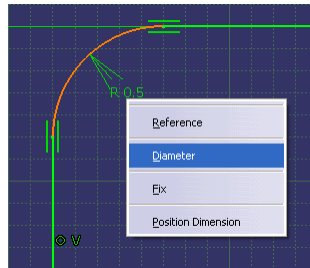 R 0.5
Reference
Diameter
Fix
Position Dimension
V